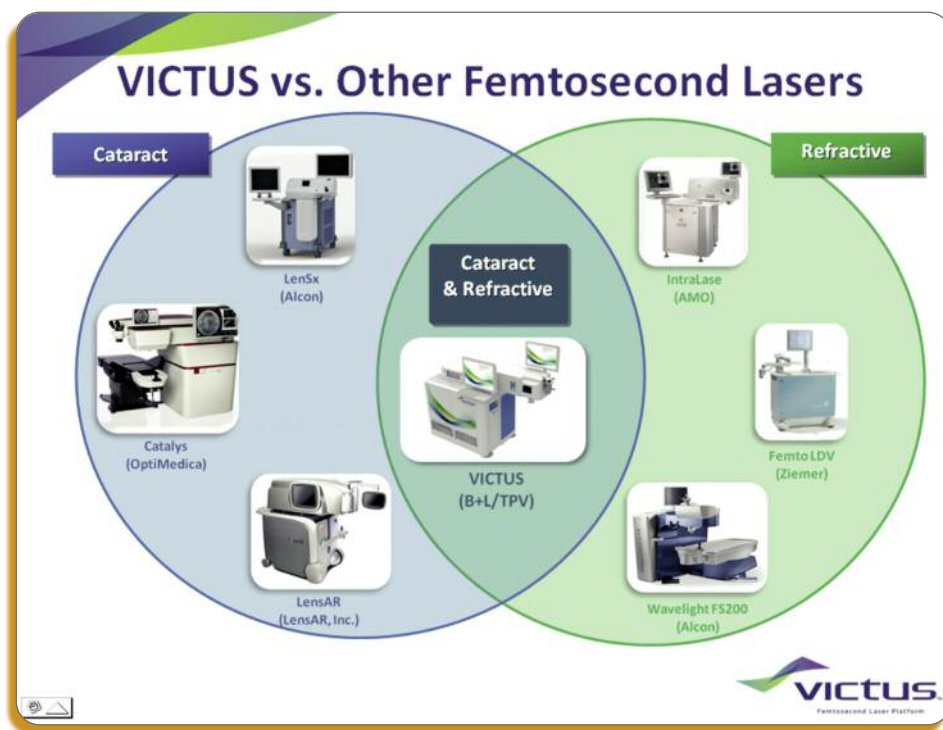 VICTUS vs. Other Femtosecond Lasers
Cataract
Refractive
LenSx
(Alcon)
Cataract
& Refractive
IntraLase
(AMO)
Catalys
(OptiMedica)
VICTUS
(B+L/TPV)
Femto LDV
(Ziemer)
LensAR
(LensAR, Inc.)
Wavelight FS200
(Alcon)
VICTUS™
Femtosecond Laser Platform